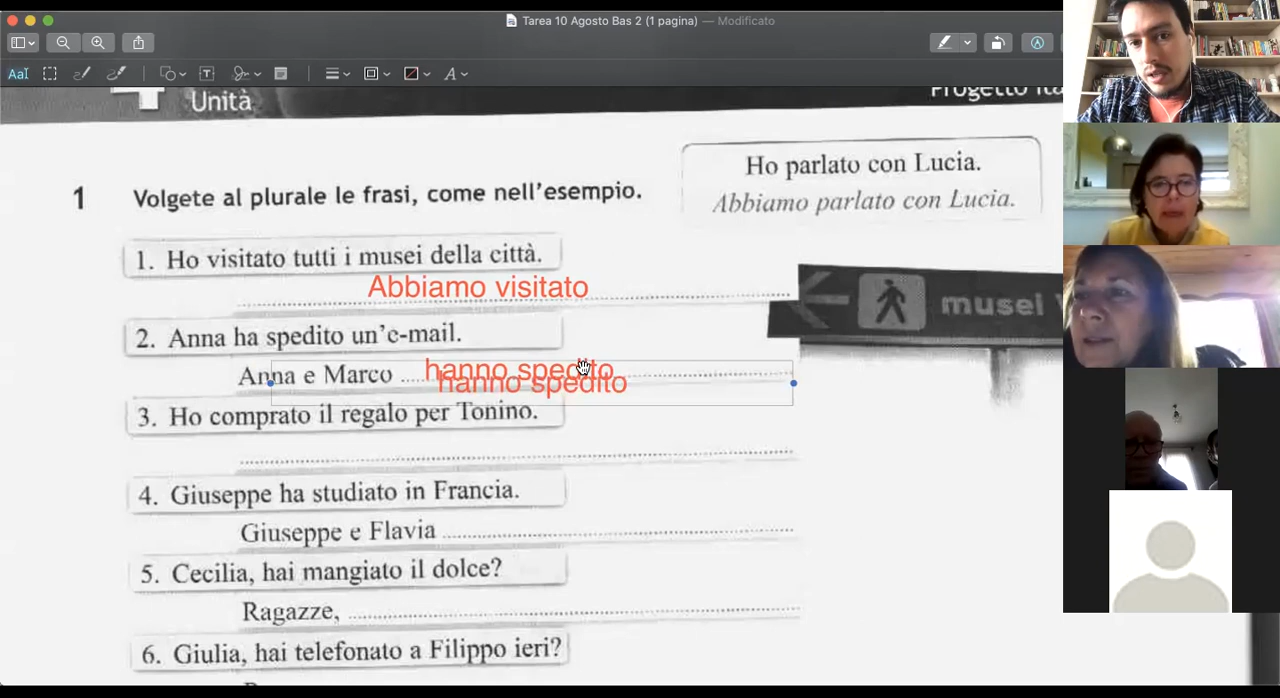 Tarea 10 Agosto Bas 2 (1 pagina) — Modificato
Unità
Progetto Ita
Ho parlato con Lucia.
Abbiamo parlato con Lucia.
1 Volgete al plurale le frasi, come nell'esempio.
1. Ho visitato tutti i musei della città.
Abbiamo visitato
musei
2. Anna ha spedito un'e-mail.
hanno spedito
Anna e Marco hanno spedito
3. Ho comprato il regalo per Tonino.
4. Giuseppe ha studiato in Francia.
Giuseppe e Flavia
5. Cecilia, hai mangiato il dolce?
Ragazze,
6. Giulia, hai telefonato a Filippo ieri?